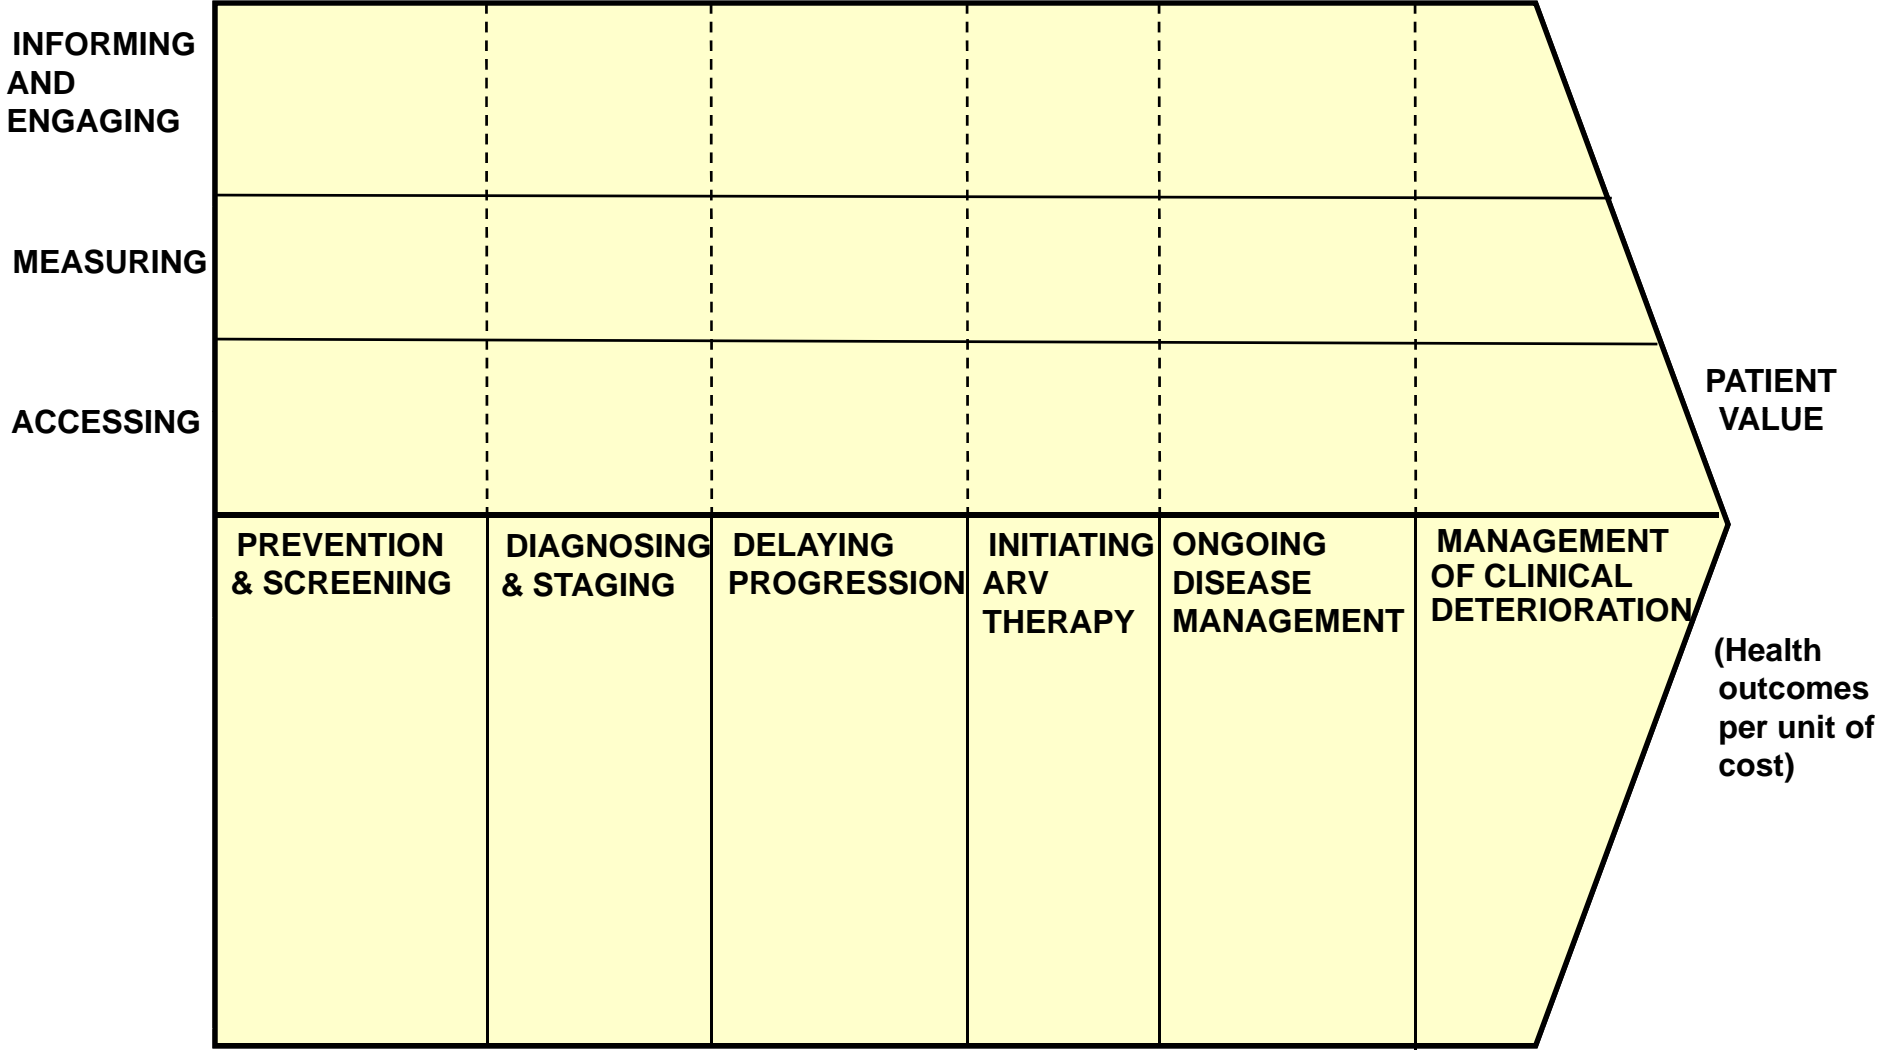 INFORMING
AND
ENGAGING
MEASURING
ACCESSING
PATIENT
VALUE
PREVENTION
& SCREENING
DIAGNOSING
& STAGING
DELAYING
PROGRESSION
INITIATING
ARV
THERAPY
ONGOING
DISEASE
MANAGEMENT
MANAGEMENT
OF CLINICAL
DETERIORATION
(Health
outcomes
per unit of
cost)